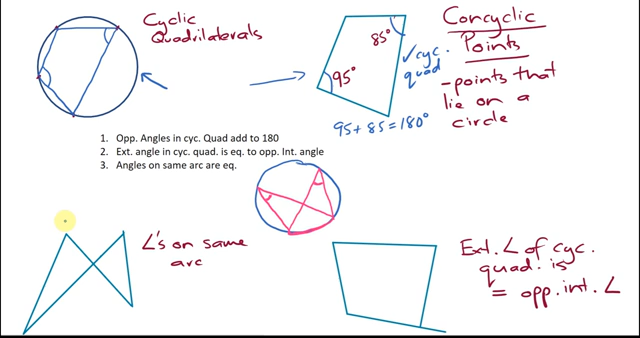 Cyclic
Quadrilaterals
85°
95°
✓ cyc.
quad
95 + 85 = 180°
Concyclic
Points
- points that
lie on a
circle
1. Opp. Angles in cyc. Quad add to 180
2. Ext. angle in cyc. quad. is eq. to opp. Int. angle
3. Angles on same arc are eq.
∠'s on same
arc
Ext. ∠ of cyc.
quad. is
= opp. int. ∠